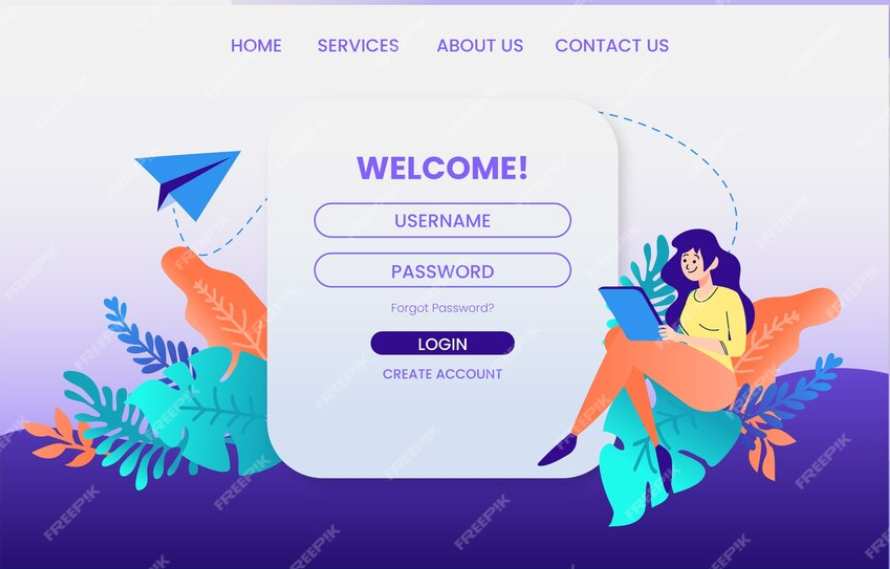 HOME SERVICES ABOUT US CONTACT US
WELCOME!
USERNAME
PASSWORD
Forgot Password?
LOGIN
CREATE ACCOUNT
FREEPIK